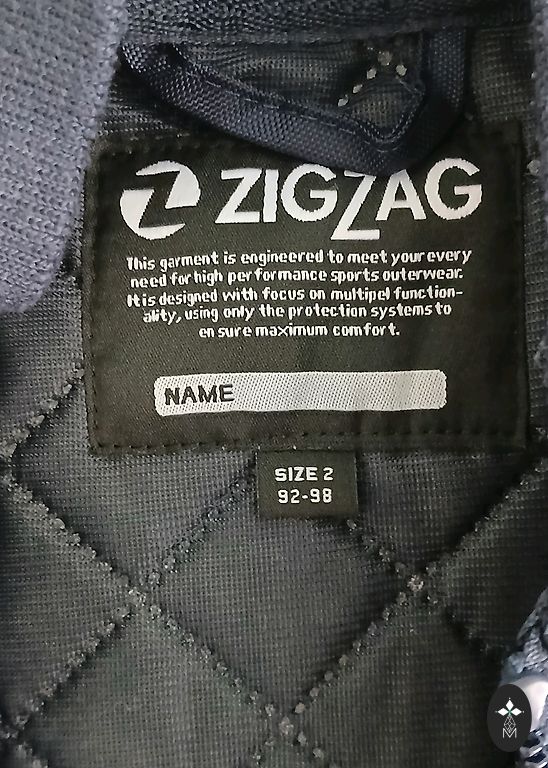 ZIGZAG
This garment is engineered to meet your every
need for high performance sports outerwear.
It is designed with focus on multipel function-
ality, using only the protection systems to
ensure maximum comfort.
NAME
SIZE 2
92-98
M